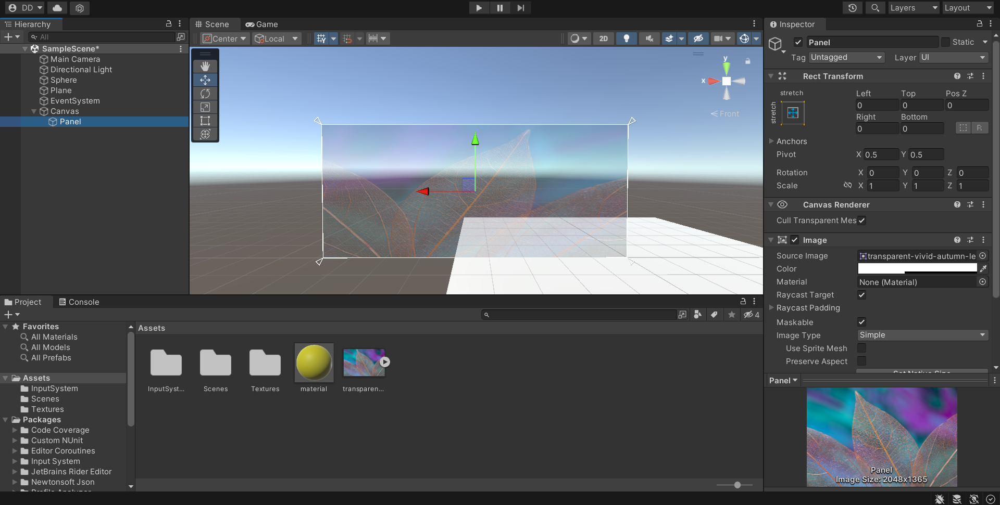 DD
Layers
Layout
Hierarchy
All
SampleScene*
Main Camera
Directional Light
Sphere
Plane
EventSystem
Canvas
Panel
Scene
Game
Center
Local
2D
y
x
Front
Inspector
Panel
Static
Tag Untagged
Layer UI
Rect Transform
stretch
stretch
Left Top Pos Z
0 0 0
Right Bottom
0 0
R
Anchors
Pivot X 0.5 Y 0.5
Rotation X 0 Y 0 Z 0
Scale X 1 Y 1 Z 1
Canvas Renderer
Cull Transparent Mes
Image
Source Image transparent-vivid-autumn-le
Color
Material None (Material)
Raycast Target
Raycast Padding
Maskable
Image Type Simple
Use Sprite Mesh
Preserve Aspect
Set Native Size
Panel
Panel
Image Size: 2048x1365
Project
Console
4
Favorites
All Materials
All Models
All Prefabs
Assets
InputSystem
Scenes
Textures
Packages
Code Coverage
Custom NUnit
Editor Coroutines
Input System
JetBrains Rider Editor
Newtonsoft Json
Profile Analyzer
Assets
InputSyst...
Scenes
Textures
material
transparen...